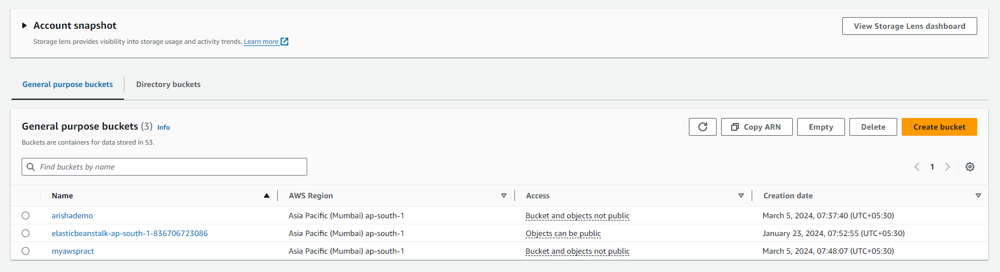 Account snapshot
View Storage Lens dashboard
Storage lens provides visibility into storage usage and activity trends. Learn more
General purpose buckets
Directory buckets
General purpose buckets (3) Info
Copy ARN
Empty
Delete
Create bucket
Buckets are containers for data stored in S3.
Find buckets by name
1
Name AWS Region Access Creation date
arishademo Asia Pacific (Mumbai) ap-south-1 Bucket and objects not public March 5, 2024, 07:37:40 (UTC+05:30)
elasticbeanstalk-ap-south-1-836706723086 Asia Pacific (Mumbai) ap-south-1 Objects can be public January 23, 2024, 07:52:55 (UTC+05:30)
myawspract Asia Pacific (Mumbai) ap-south-1 Bucket and objects not public March 5, 2024, 07:48:07 (UTC+05:30)